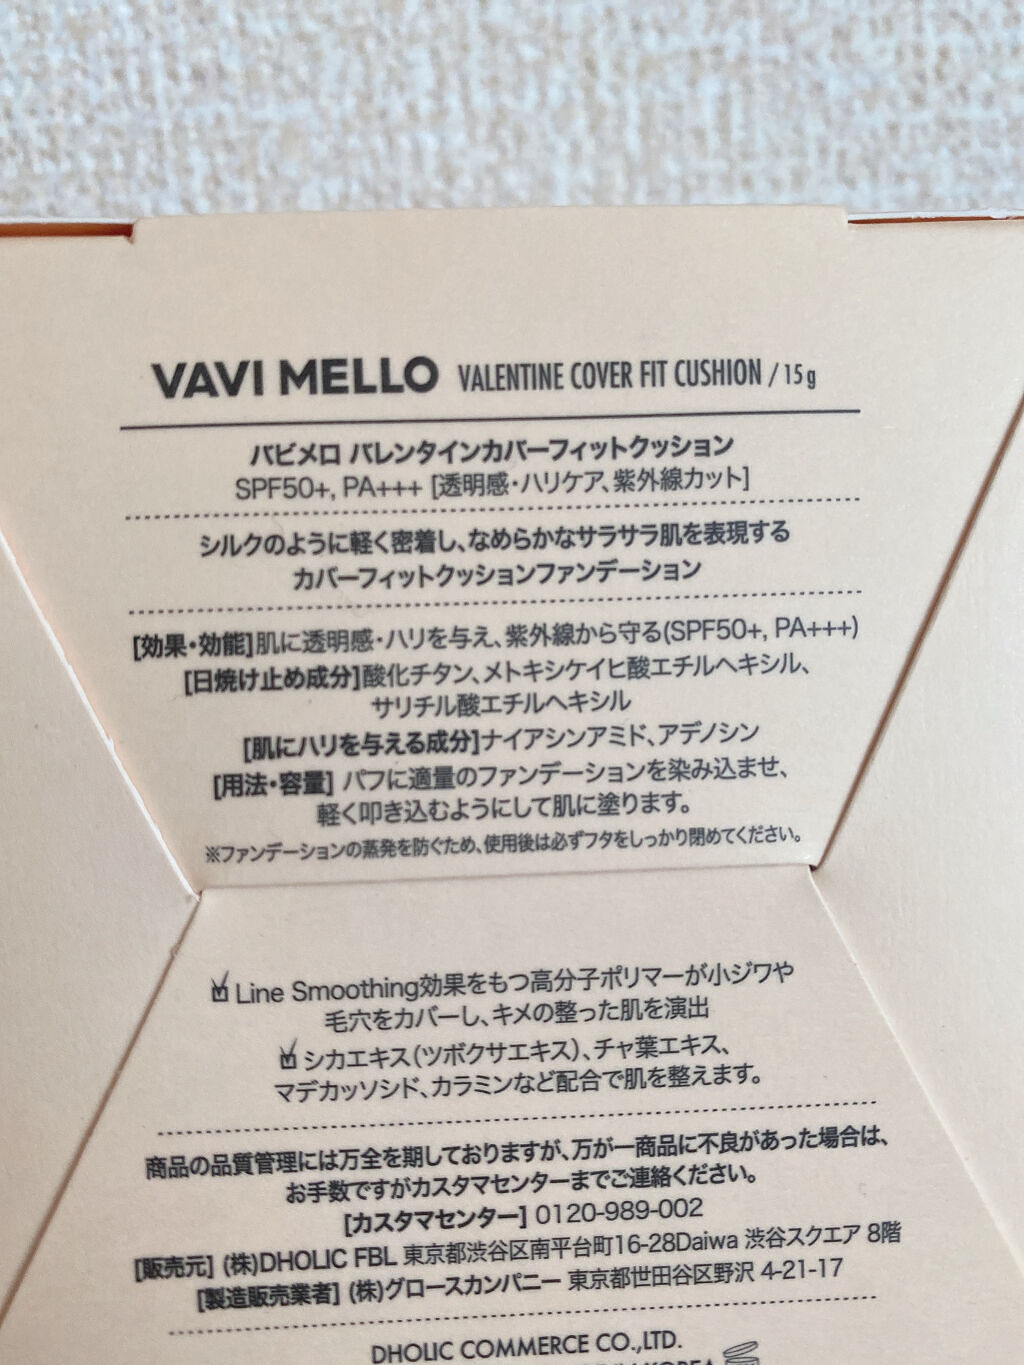 VAVI MELLO VALENTINE COVER FIT CUSHION / 15g
バビメロ バレンタインカバーフィットクッション
SPF50+, PA+++ [透明感・ハリケア、紫外線カット]
シルクのように軽く密着し、なめらかなサラサラ肌を表現する
カバーフィットクッションファンデーション
[効果・効能]肌に透明感・ハリを与え、紫外線から守る(SPF50+, PA+++)
[日焼け止め成分]酸化チタン、メトキシケイヒ酸エチルヘキシル、
サリチル酸エチルヘキシル
[肌にハリを与える成分]ナイアシンアミド、アデノシン
[用法・容量] パフに適量のファンデーションを染み込ませ、
軽く叩き込むようにして肌に塗ります。
※ファンデーションの蒸発を防ぐため、使用後は必ずフタをしっかり閉めてください。
Line Smoothing効果をもつ高分子ポリマーが小ジワや
毛穴をカバーし、キメの整った肌を演出
シカエキス(ツボクサエキス)、チャ葉エキス、
マデカッソシド、カラミンなど配合で肌を整えます。
商品の品質管理には万全を期しておりますが、万が一商品に不良があった場合は、
お手数ですがカスタマセンターまでご連絡ください。
[カスタマセンター] 0120-989-002
[販売元] (株)DHOLIC FBL 東京都渋谷区南平台町16-28Daiwa 渋谷スクエア 8階
[製造販売業者] (株)グロースカンパニー 東京都世田谷区野沢 4-21-17
DHOLIC COMMERCE CO.,LTD.
KOREA